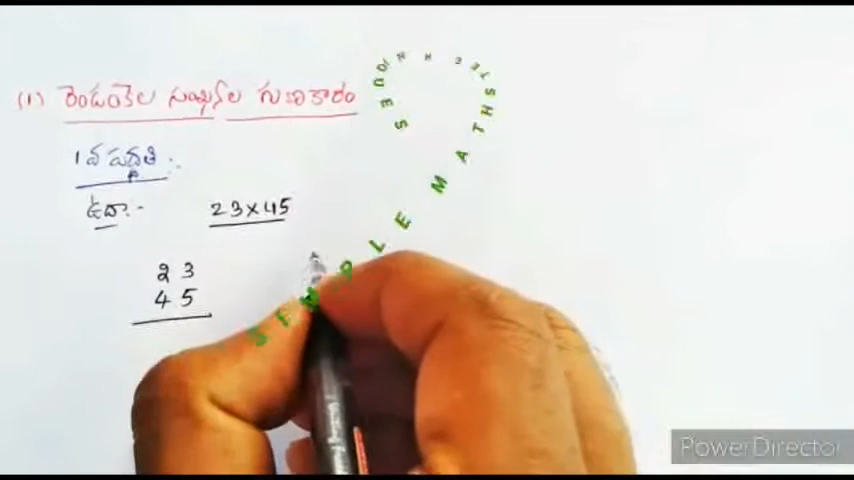 (1) రెండంకెల సంఖ్యల గుణకారం
1వ పద్ధతి :-
ఉదా:- 23×45
23
45
SIMPLE MATHS TECHNIQUES
PowerDirector